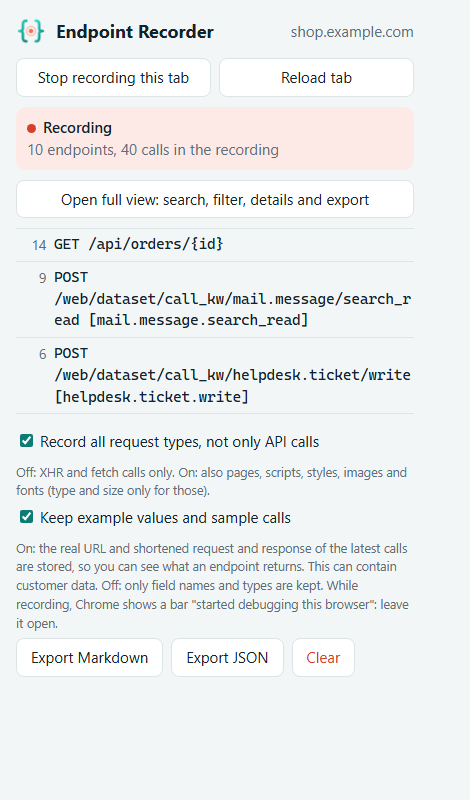 Endpoint Recorder shop.example.com
Stop recording this tab Reload tab
Recording
10 endpoints, 40 calls in the recording
Open full view: search, filter, details and export
14 GET /api/orders/{id}
9 POST
/web/dataset/call_kw/mail.message/search_r
ead [mail.message.search_read]
6 POST
/web/dataset/call_kw/helpdesk.ticket/write
[helpdesk.ticket.write]
Record all request types, not only API calls
Off: XHR and fetch calls only. On: also pages, scripts, styles, images and
fonts (type and size only for those).
Keep example values and sample calls
On: the real URL and shortened request and response of the latest calls
are stored, so you can see what an endpoint returns. This can contain
customer data. Off: only field names and types are kept. While
recording, Chrome shows a bar "started debugging this browser": leave
it open.
Export Markdown Export JSON Clear